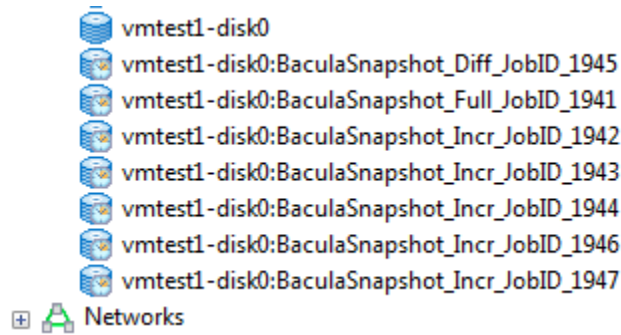 vmtest1-disk0
vmtest1-disk0:BaculaSnapshot_Diff_JobID_1945
vmtest1-disk0:BaculaSnapshot_Full_JobID_1941
vmtest1-disk0:BaculaSnapshot_Incr_JobID_1942
vmtest1-disk0:BaculaSnapshot_Incr_JobID_1943
vmtest1-disk0:BaculaSnapshot_Incr_JobID_1944
vmtest1-disk0:BaculaSnapshot_Incr_JobID_1946
vmtest1-disk0:BaculaSnapshot_Incr_JobID_1947
Networks